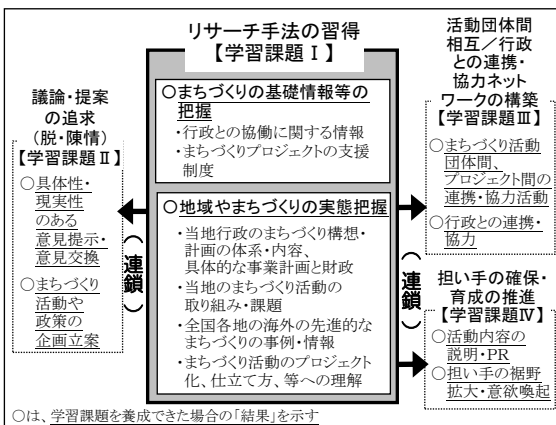 リサーチ手法の習得
【学習課題Ⅰ】
○まちづくりの基礎情報等の
把握
・行政との協働に関する情報
・まちづくりプロジェクトの支援
制度
○地域やまちづくりの実態把握
・当地行政のまちづくり構想・
計画の体系・内容、
具体的な事業計画と財政
・当地のまちづくり活動の
取り組み・課題
・全国各地の海外の先進的な
まちづくりの事例・情報
・まちづくり活動のプロジェクト
化、仕立て方、等への理解
議論・提案
の追求
(脱・陳情)
【学習課題Ⅱ】
○具体性・
現実性
のある
意見提示・
意見交換
○まちづくり
活動や
政策の
企画立案
(連鎖)
活動団体間
相互/行政
との連携・
協力ネット
ワークの構築
【学習課題Ⅲ】
○まちづくり活動
団体間、
プロジェクト間の
連携・協力活動
○行政との連携・
協力
(連鎖)
担い手の確保・
育成の推進
【学習課題Ⅳ】
○活動内容の
説明・PR
○担い手の裾野
拡大・意欲喚起
○は、学習課題を養成できた場合の「結果」を示す